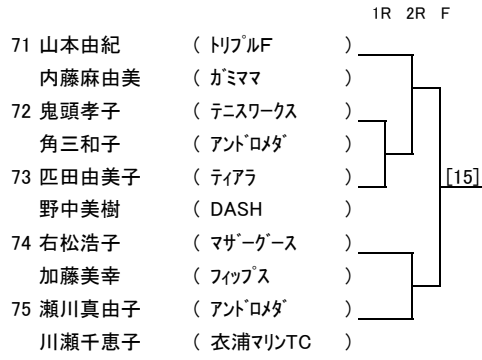 1R 2R F
71 山本由紀 ( ﾄﾘﾌﾟﾙF )
内藤麻由美 ( ｶﾞﾐﾏﾏ )
72 鬼頭孝子 ( ﾃﾆｽﾜｰｸｽ )
角三和子 ( ｱﾝﾄﾞﾛﾒﾀﾞ )
73 匹田由美子 ( ﾃｨｱﾗ )
[15]
野中美樹 ( DASH )
74 右松浩子 ( ﾏｻﾞｰｸﾞｰｽ )
加藤美幸 ( ﾌｨｯﾌﾟｽ )
75 瀬川真由子 ( ｱﾝﾄﾞﾛﾒﾀﾞ )
川瀬千恵子 ( 衣浦ﾏﾘﾝTC )